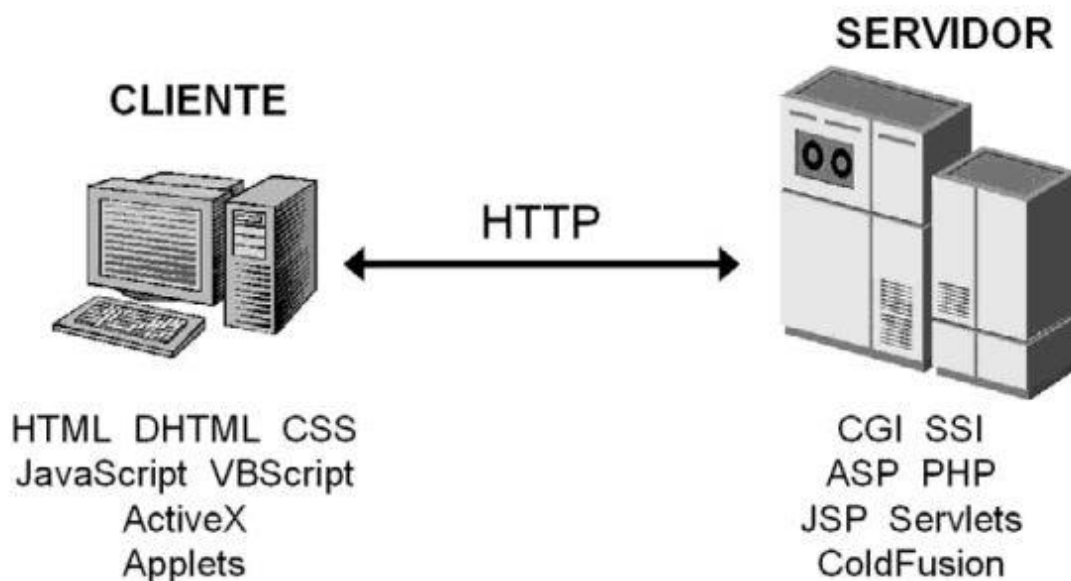 SERVIDOR
CLIENTE
HTTP
HTML DHTML CSS
JavaScript VBScript
ActiveX
Applets
CGI SSI
ASP PHP
JSP Servlets
ColdFusion